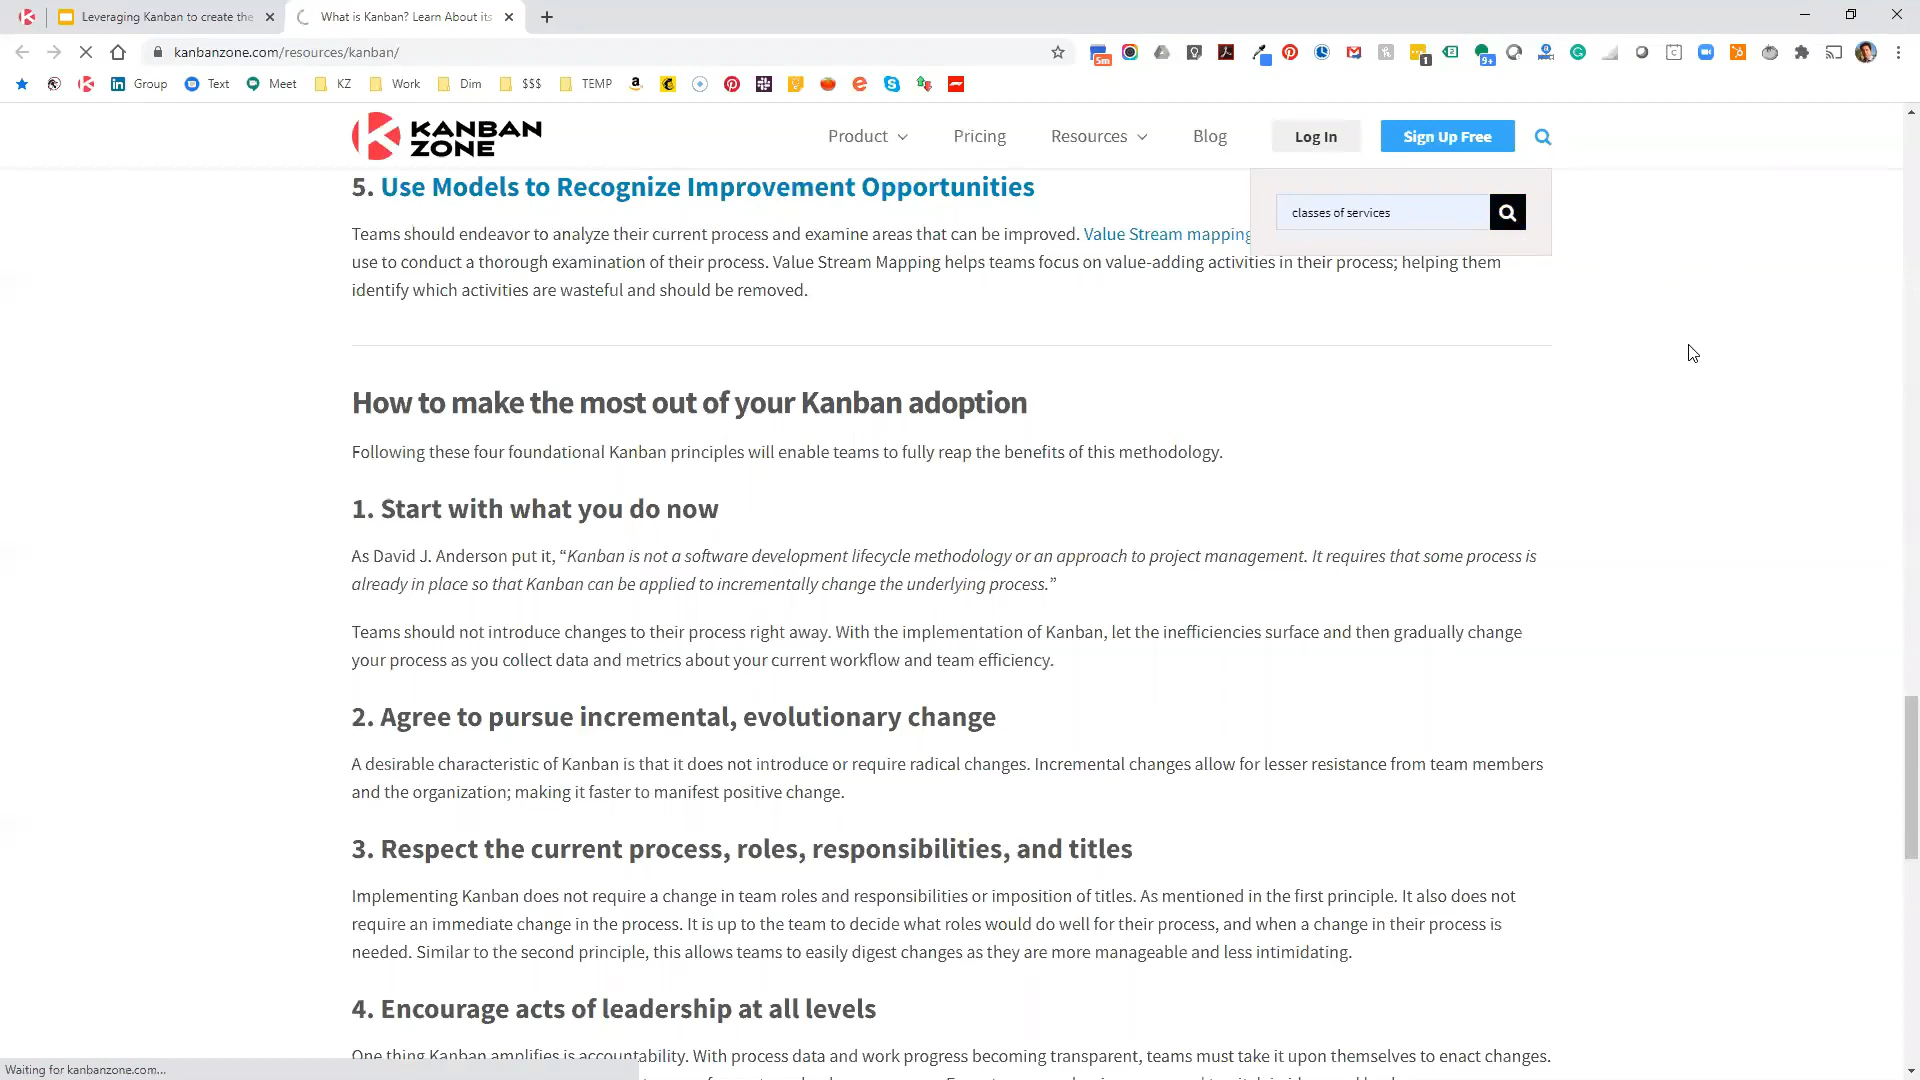 Leveraging Kanban to create the
What is Kanban? Learn About its
kanbanzone.com/resources/kanban/
5m
1
9+
Group
Text
Meet
KZ
Work
Dim
$$$
TEMP
KANBAN
ZONE
Product
Pricing
Resources
Blog
Log In
Sign Up Free
5. Use Models to Recognize Improvement Opportunities
classes of services
Teams should endeavor to analyze their current process and examine areas that can be improved. Value Stream mapping
use to conduct a thorough examination of their process. Value Stream Mapping helps teams focus on value-adding activities in their process; helping them
identify which activities are wasteful and should be removed.
How to make the most out of your Kanban adoption
Following these four foundational Kanban principles will enable teams to fully reap the benefits of this methodology.
1. Start with what you do now
As David J. Anderson put it, “Kanban is not a software development lifecycle methodology or an approach to project management. It requires that some process is
already in place so that Kanban can be applied to incrementally change the underlying process.”
Teams should not introduce changes to their process right away. With the implementation of Kanban, let the inefficiencies surface and then gradually change
your process as you collect data and metrics about your current workflow and team efficiency.
2. Agree to pursue incremental, evolutionary change
A desirable characteristic of Kanban is that it does not introduce or require radical changes. Incremental changes allow for lesser resistance from team members
and the organization; making it faster to manifest positive change.
3. Respect the current process, roles, responsibilities, and titles
Implementing Kanban does not require a change in team roles and responsibilities or imposition of titles. As mentioned in the first principle. It also does not
require an immediate change in the process. It is up to the team to decide what roles would do well for their process, and when a change in their process is
needed. Similar to the second principle, this allows teams to easily digest changes as they are more manageable and less intimidating.
4. Encourage acts of leadership at all levels
One thing Kanban amplifies is accountability. With process data and work progress becoming transparent, teams must take it upon themselves to enact changes.
Waiting for kanbanzone.com...